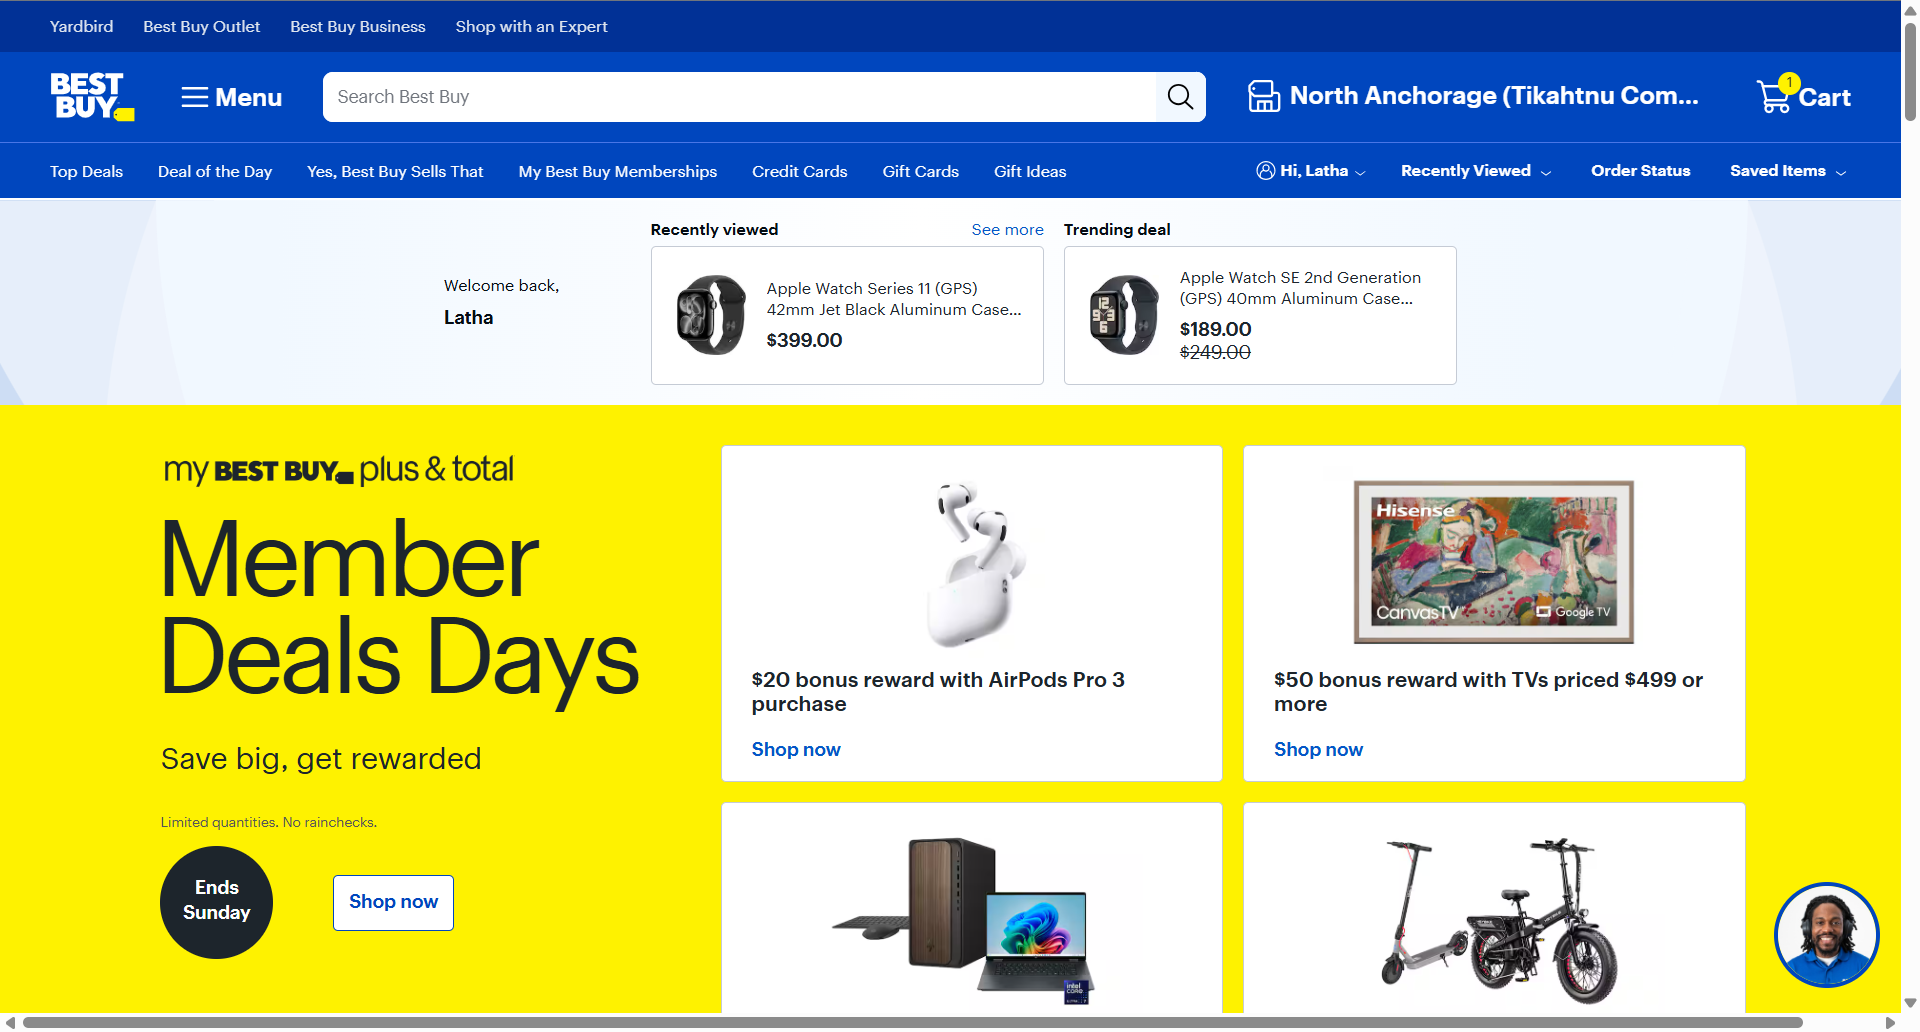 Yardbird
Best Buy Outlet
Best Buy Business
Shop with an Expert
BEST
BUY
Menu
Search Best Buy
North Anchorage (Tikahtnu Com...
1
Cart
Top Deals
Deal of the Day
Yes, Best Buy Sells That
My Best Buy Memberships
Credit Cards
Gift Cards
Gift Ideas
Hi, Latha
Recently Viewed
Order Status
Saved Items
Welcome back,
Latha
Recently viewed
See more
Apple Watch Series 11 (GPS)
42mm Jet Black Aluminum Case...
$399.00
Trending deal
Apple Watch SE 2nd Generation
(GPS) 40mm Aluminum Case...
$189.00
$249.00
my BEST BUY plus & total
Member
Deals Days
Save big, get rewarded
Limited quantities. No rainchecks.
Ends
Sunday
Shop now
$20 bonus reward with AirPods Pro 3
purchase
Shop now
Hisense
CanvasTV
Google TV
$50 bonus reward with TVs priced $499 or
more
Shop now
intel
CORE